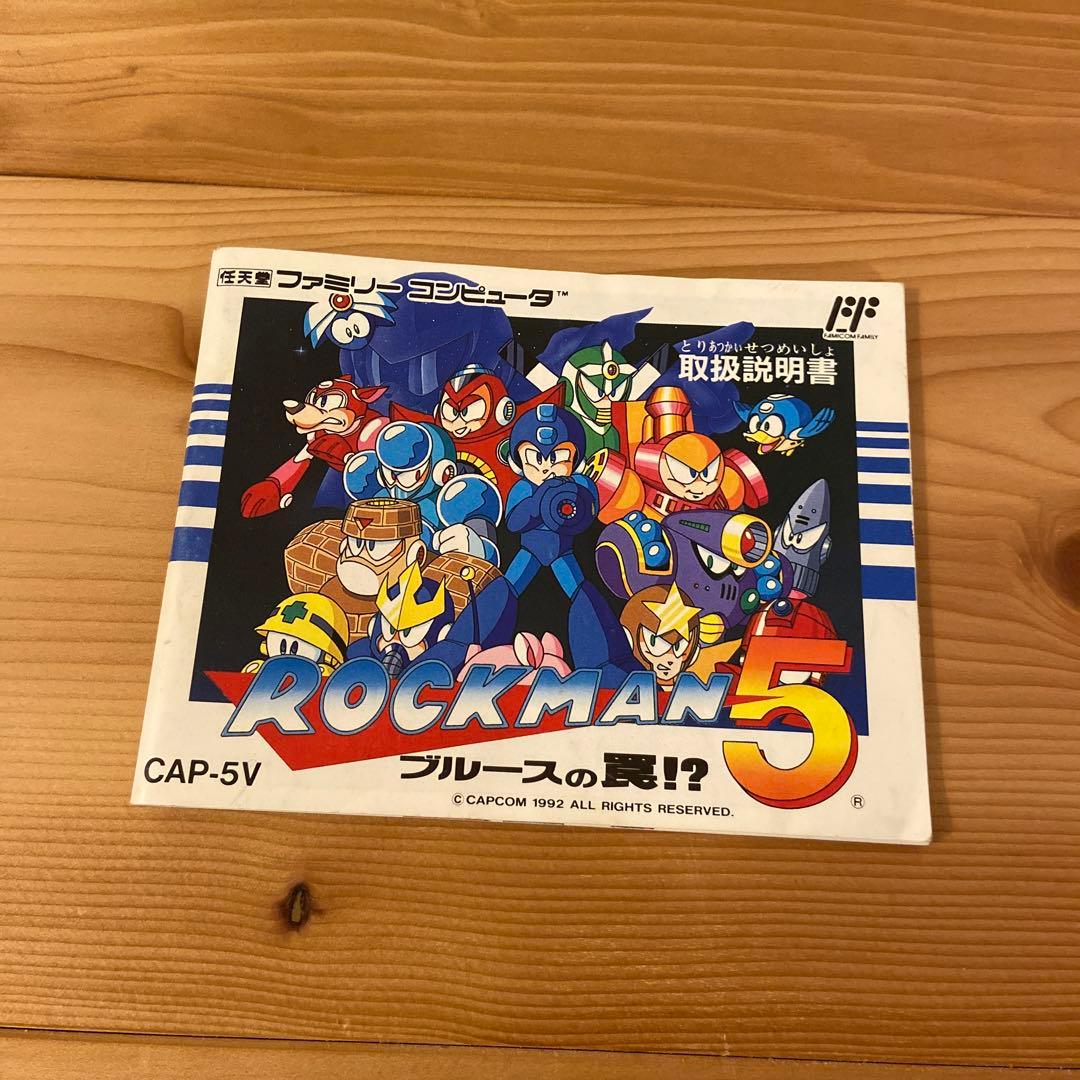 任天堂 ファミリー コンピュータ™
FF
FAMICOM FAMILY
とりあつかいせつめいしょ
取扱説明書
ROCKMAN 5
CAP-5V
ブルースの罠!?
®
© CAPCOM 1992 ALL RIGHTS RESERVED.